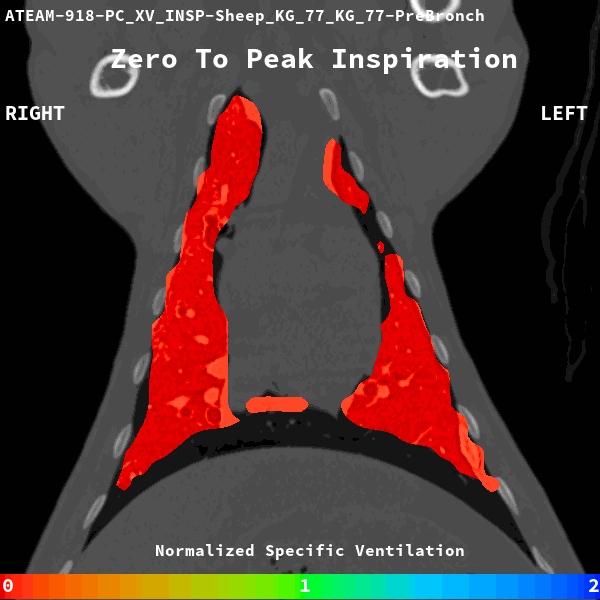 ATEAM-918-PC_XV_INSP-Sheep_KG_77_KG_77-PreBronch
Zero To Peak Inspiration
RIGHT
LEFT
Normalized Specific Ventilation
0 1 2